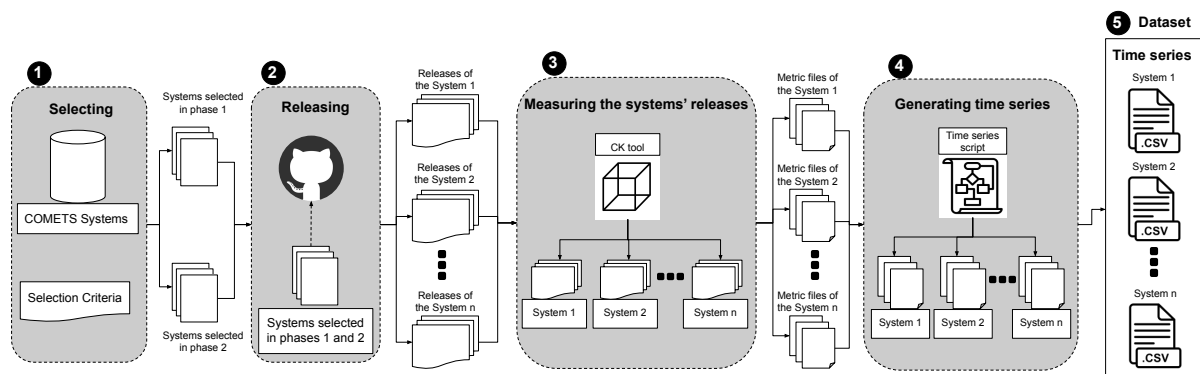 1
Selecting
COMETS Systems
Selection Criteria
Systems selected
in phase 1
Systems selected
in phase 2
2
Releasing
Systems selected
in phases 1 and 2
Releases of
the System 1
Releases of
the System 2
Releases of
the System n
3
Measuring the systems' releases
CK tool
System 1
System 2
System n
Metric files of
the System 1
Metric files of
the System 2
Metric files of
the System n
4
Generating time series
Time series
script
System 1
System 2
System n
5 Dataset
Time series
System 1
.CSV
System 2
.CSV
System n
.CSV